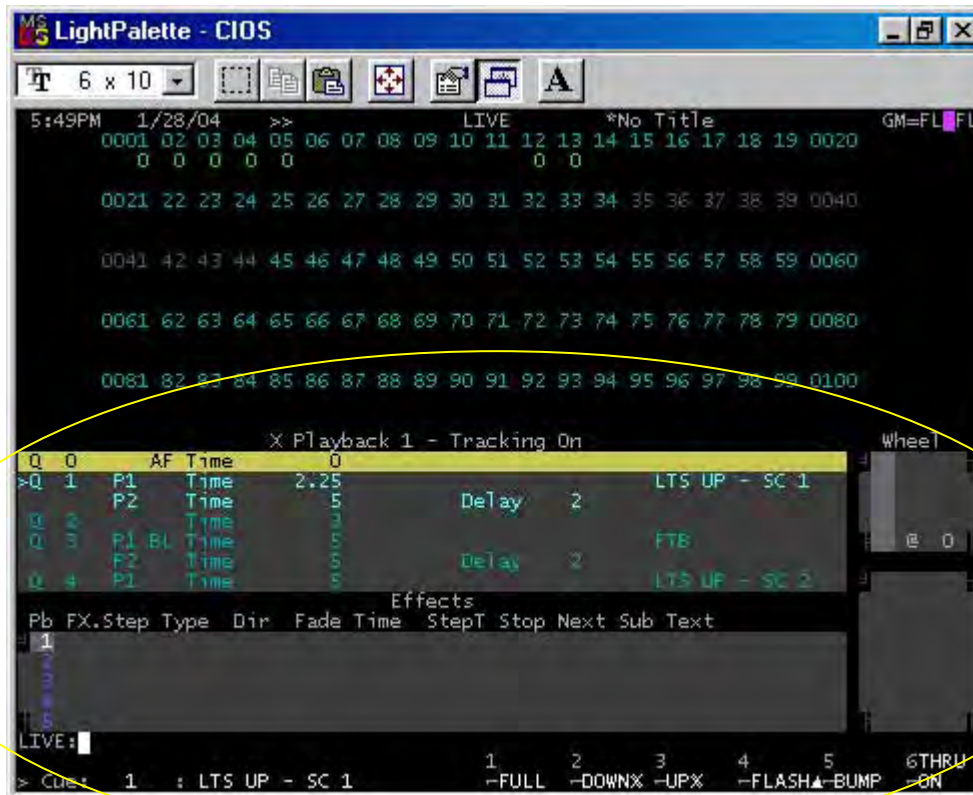 LightPalette - CIOS
6 x 10
A
5:49PM 1/28/04 >> LIVE *No Title GM=FL FL
0001 02 03 04 05 06 07 08 09 10 11 12 13 14 15 16 17 18 19 0020
0 0 0 0 0 0 0
0021 22 23 24 25 26 27 28 29 30 31 32 33 34 35 36 37 38 39 0040
0041 42 43 44 45 46 47 48 49 50 51 52 53 54 55 56 57 58 59 0060
0061 62 63 64 65 66 67 68 69 70 71 72 73 74 75 76 77 78 79 0080
0081 82 83 84 85 86 87 88 89 90 91 92 93 94 95 96 97 98 99 0100
X Playback 1 - Tracking On Wheel
Q 0 AF Time 0
>Q 1 P1 Time 2.25 LTS UP - SC 1
P2 Time 5 Delay 2
Q 2 Time 3
Q 3 P1 BL Time 5 FTB @ 0
P2 Time 5 Delay 2
Q 4 P1 Time 5 LTS UP - SC 2
Effects
Pb FX.Step Type Dir Fade Time StepT Stop Next Sub Text
1
2
3
4
5
LIVE:
1 2 3 4 5 6THRU
> Cue: 1 : LTS UP - SC 1 FULL DOWN% UP% FLASH▲ BUMP ON